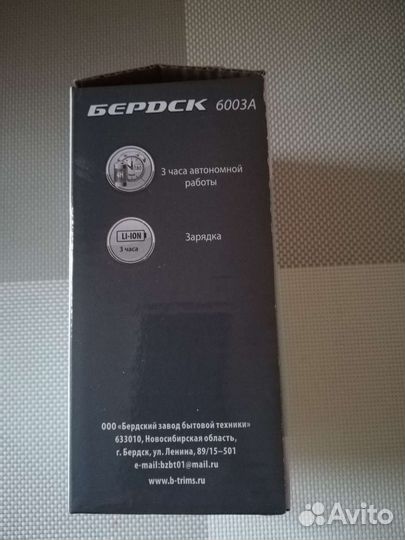 БЕРДСК 6003А
3 часа автономной
работы
LI-ION
3 часа
Зарядка
ООО «Бердский завод бытовой техники»
633010, Новосибирская область,
г. Бердск, ул. Ленина, 89/15–501
e-mail:bzbt01@mail.ru
www.b-trims.ru
Avito